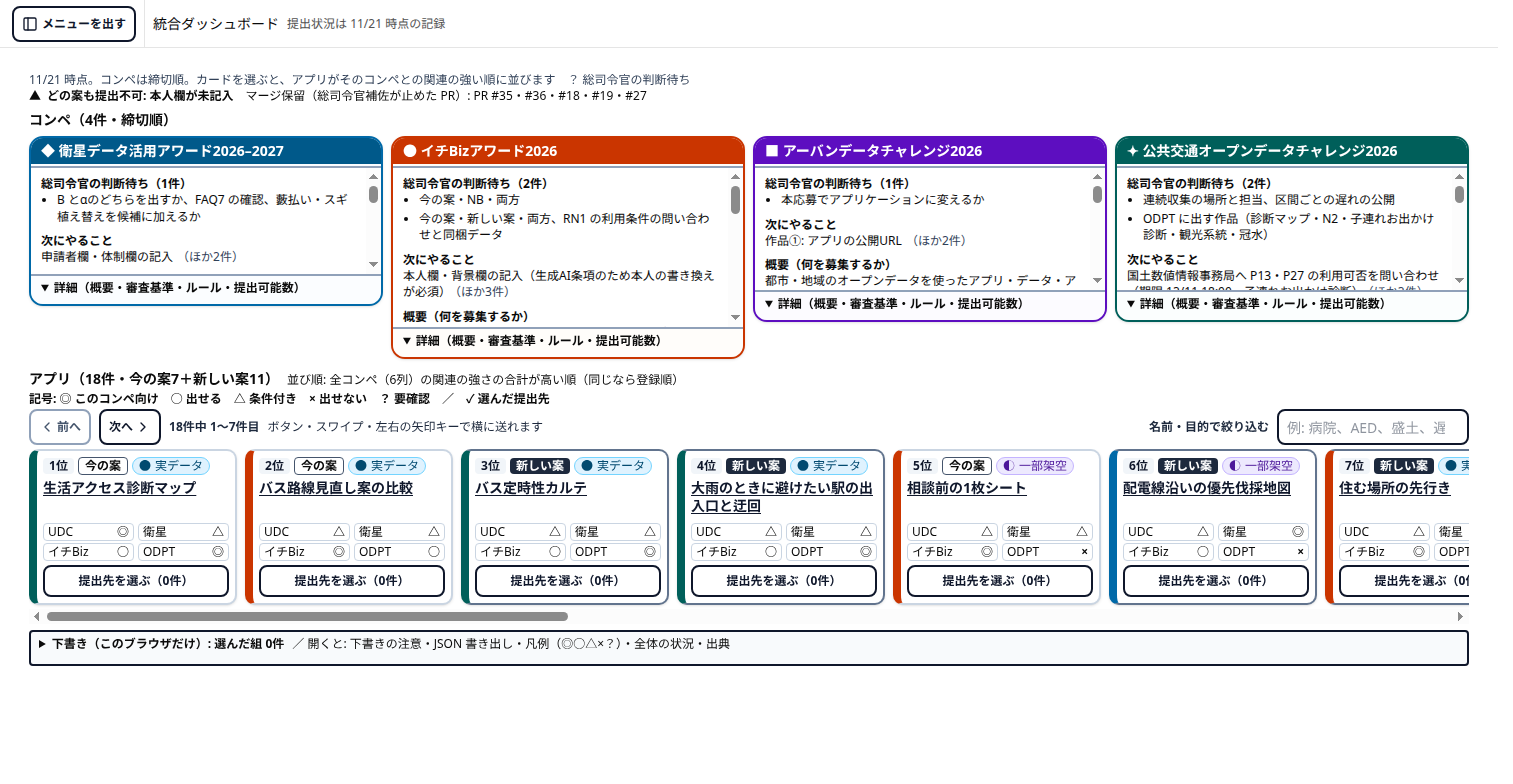 メニューを出す
統合ダッシュボード 提出状況は 11/21 時点の記録
11/21 時点。コンペは締切順。カードを選ぶと、アプリがそのコンペとの関連の強い順に並びます ？ 総司令官の判断待ち
▲ どの案も提出不可: 本人欄が未記入 マージ保留（総司令官補佐が止めた PR）: PR #35・#36・#18・#19・#27
コンペ（4件・締切順）
◆ 衛星データ活用アワード2026–2027
総司令官の判断待ち（1件）
• B とαのどちらを出すか、FAQ7 の確認、藪払い・スギ
植え替えを候補に加えるか
次にやること
申請者欄・体制欄の記入 （ほか2件）
▼ 詳細（概要・審査基準・ルール・提出可能数）
● イチBizアワード2026
総司令官の判断待ち（2件）
• 今の案・NB・両方
• 今の案・新しい案・両方、RN1 の利用条件の問い合わ
せと同梱データ
次にやること
本人欄・背景欄の記入（生成AI条項のため本人の書き換え
が必須）（ほか3件）
概要（何を募集するか）
▼ 詳細（概要・審査基準・ルール・提出可能数）
■ アーバンデータチャレンジ2026
総司令官の判断待ち（1件）
• 本応募でアプリケーションに変えるか
次にやること
作品①: アプリの公開URL （ほか2件）
概要（何を募集するか）
都市・地域のオープンデータを使ったアプリ・データ・ア
▼ 詳細（概要・審査基準・ルール・提出可能数）
✦ 公共交通オープンデータチャレンジ2026
総司令官の判断待ち（2件）
• 連続収集の場所と担当、区間ごとの遅れの公開
• ODPT に出す作品（診断マップ・N2・子連れお出かけ
診断・観光系統・冠水）
次にやること
国土数値情報事務局へ P13・P27 の利用可否を問い合わせ
▼ 詳細（概要・審査基準・ルール・提出可能数）
アプリ（18件・今の案7＋新しい案11） 並び順: 全コンペ（6列）の関連の強さの合計が高い順（同じなら登録順）
記号: ◎ このコンペ向け ○ 出せる △ 条件付き × 出せない ？ 要確認 ／ ✓ 選んだ提出先
前へ
次へ
18件中 1〜7件目 ボタン・スワイプ・左右の矢印キーで横に送れます
名前・目的で絞り込む
例: 病院、AED、盛土、遅
1位 今の案 ● 実データ
生活アクセス診断マップ
UDC ◎ 衛星 △
イチBiz ○ ODPT ◎
提出先を選ぶ（0件）
2位 今の案 ● 実データ
バス路線見直し案の比較
UDC △ 衛星 △
イチBiz ◎ ODPT ○
提出先を選ぶ（0件）
3位 新しい案 ● 実データ
バス定時性カルテ
UDC △ 衛星 △
イチBiz ○ ODPT ◎
提出先を選ぶ（0件）
4位 新しい案 ● 実データ
大雨のときに避けたい駅の出
入口と迂回
UDC △ 衛星 △
イチBiz ○ ODPT ◎
提出先を選ぶ（0件）
5位 今の案 ◐ 一部架空
相談前の1枚シート
UDC △ 衛星 △
イチBiz ◎ ODPT ×
提出先を選ぶ（0件）
6位 新しい案 ◐ 一部架空
配電線沿いの優先伐採地図
UDC △ 衛星 ◎
イチBiz ○ ODPT ×
提出先を選ぶ（0件）
7位 新しい案 ● 実
住む場所の先行き
UDC △ 衛星
イチBiz ◎ ODPT
提出先を選ぶ（0件
▶ 下書き（このブラウザだけ）: 選んだ組 0件 ／ 開くと: 下書きの注意・JSON 書き出し・凡例（◎○△×？）・全体の状況・出典